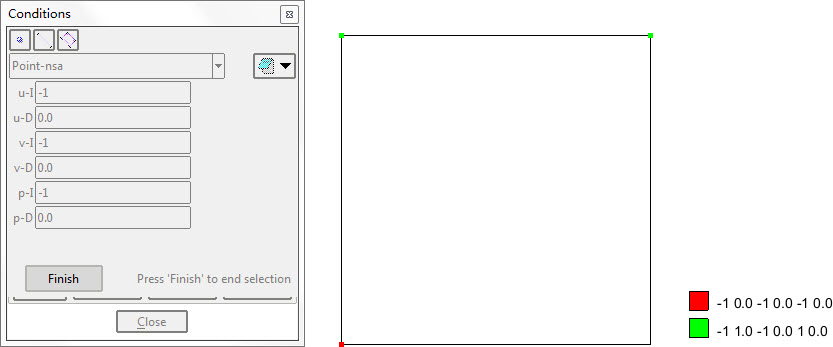 Conditions
Point-nsa
u-I -1
u-D 0.0
v-I -1
v-D 0.0
p-I -1
p-D 0.0
Finish Press 'Finish' to end selection
Close
-1 0.0 -1 0.0 -1 0.0
-1 1.0 -1 0.0 1 0.0